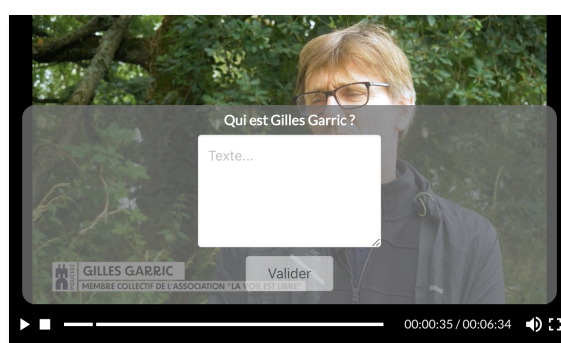 Qui est Gilles Garric ?
Texte...
Valider
POUCEEC
GILLES GARRIC
MEMBRE COLLECTIF DE L'ASSOCIATION "LA VOIE EST LIBRE"
00:00:35 / 00:06:34